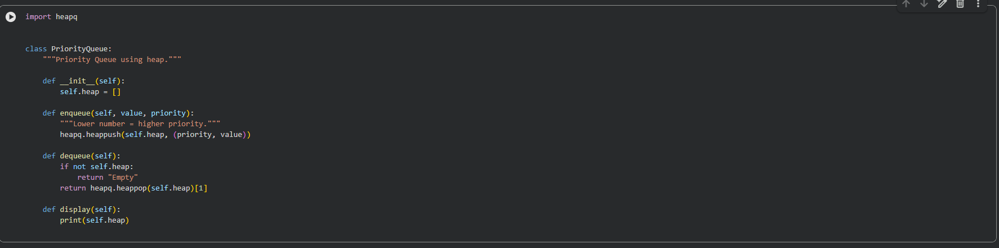 import heapq
class PriorityQueue:
    """Priority Queue using heap."""
    def __init__(self):
        self.heap = []
    def enqueue(self, value, priority):
        """Lower number = higher priority."""
        heapq.heappush(self.heap, (priority, value))
    def dequeue(self):
        if not self.heap:
            return "Empty"
        return heapq.heappop(self.heap)[1]
    def display(self):
        print(self.heap)